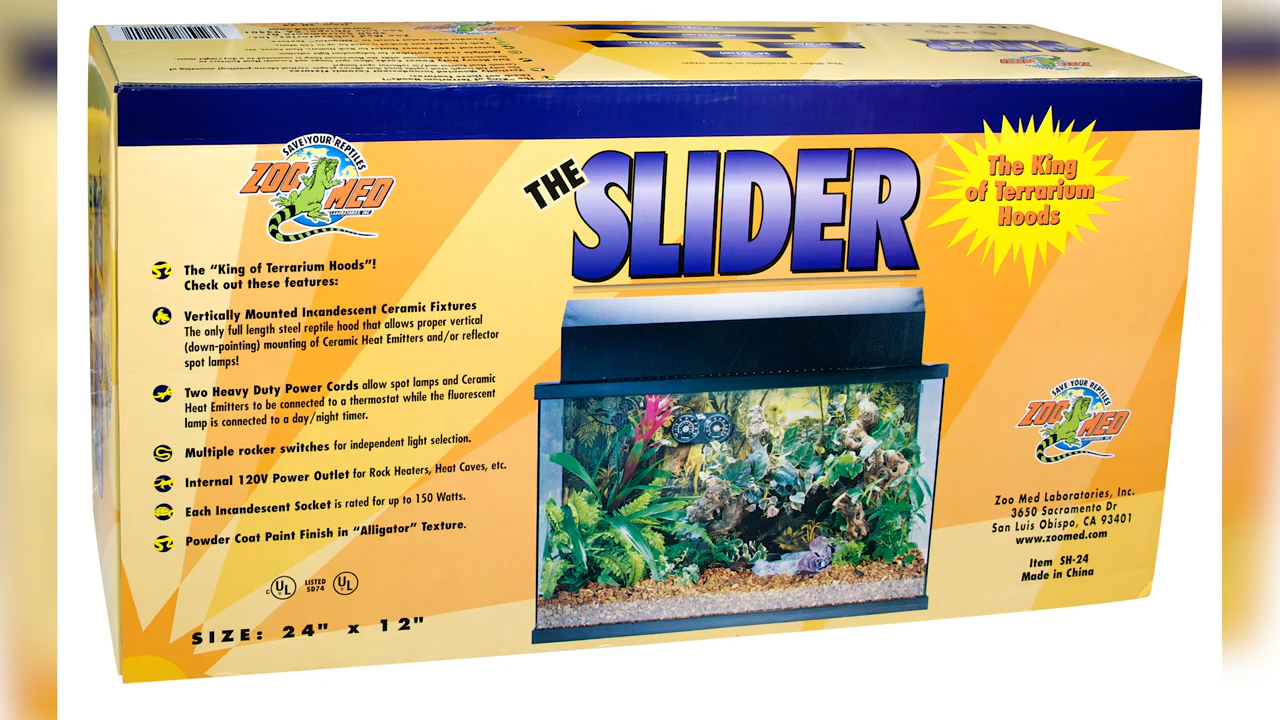 SAVE YOUR REPTILES
ZOO MED
LABORATORIES, INC.
THE SLIDER
The King
of Terrarium
Hoods
The "King of Terrarium Hoods"!
Check out these features:
Vertically Mounted Incandescent Ceramic Fixtures
The only full length steel reptile hood that allows proper vertical
(down-pointing) mounting of Ceramic Heat Emitters and/or reflector
spot lamps!
Two Heavy Duty Power Cords allow spot lamps and Ceramic
Heat Emitters to be connected to a thermostat while the fluorescent
lamp is connected to a day/night timer.
Multiple rocker switches for independent light selection.
Internal 120V Power Outlet for Rock Heaters, Heat Caves, etc.
Each Incandescent Socket is rated for up to 150 Watts.
Powder Coat Paint Finish in "Alligator" Texture.
C UL LISTED 5D74 UL
SIZE: 24" x 12"
SAVE YOUR REPTILES
ZOO MED
LABORATORIES, INC.
Zoo Med Laboratories, Inc.
3650 Sacramento Dr
San Luis Obispo, CA 93401
www.zoomed.com
Item SH-24
Made in China